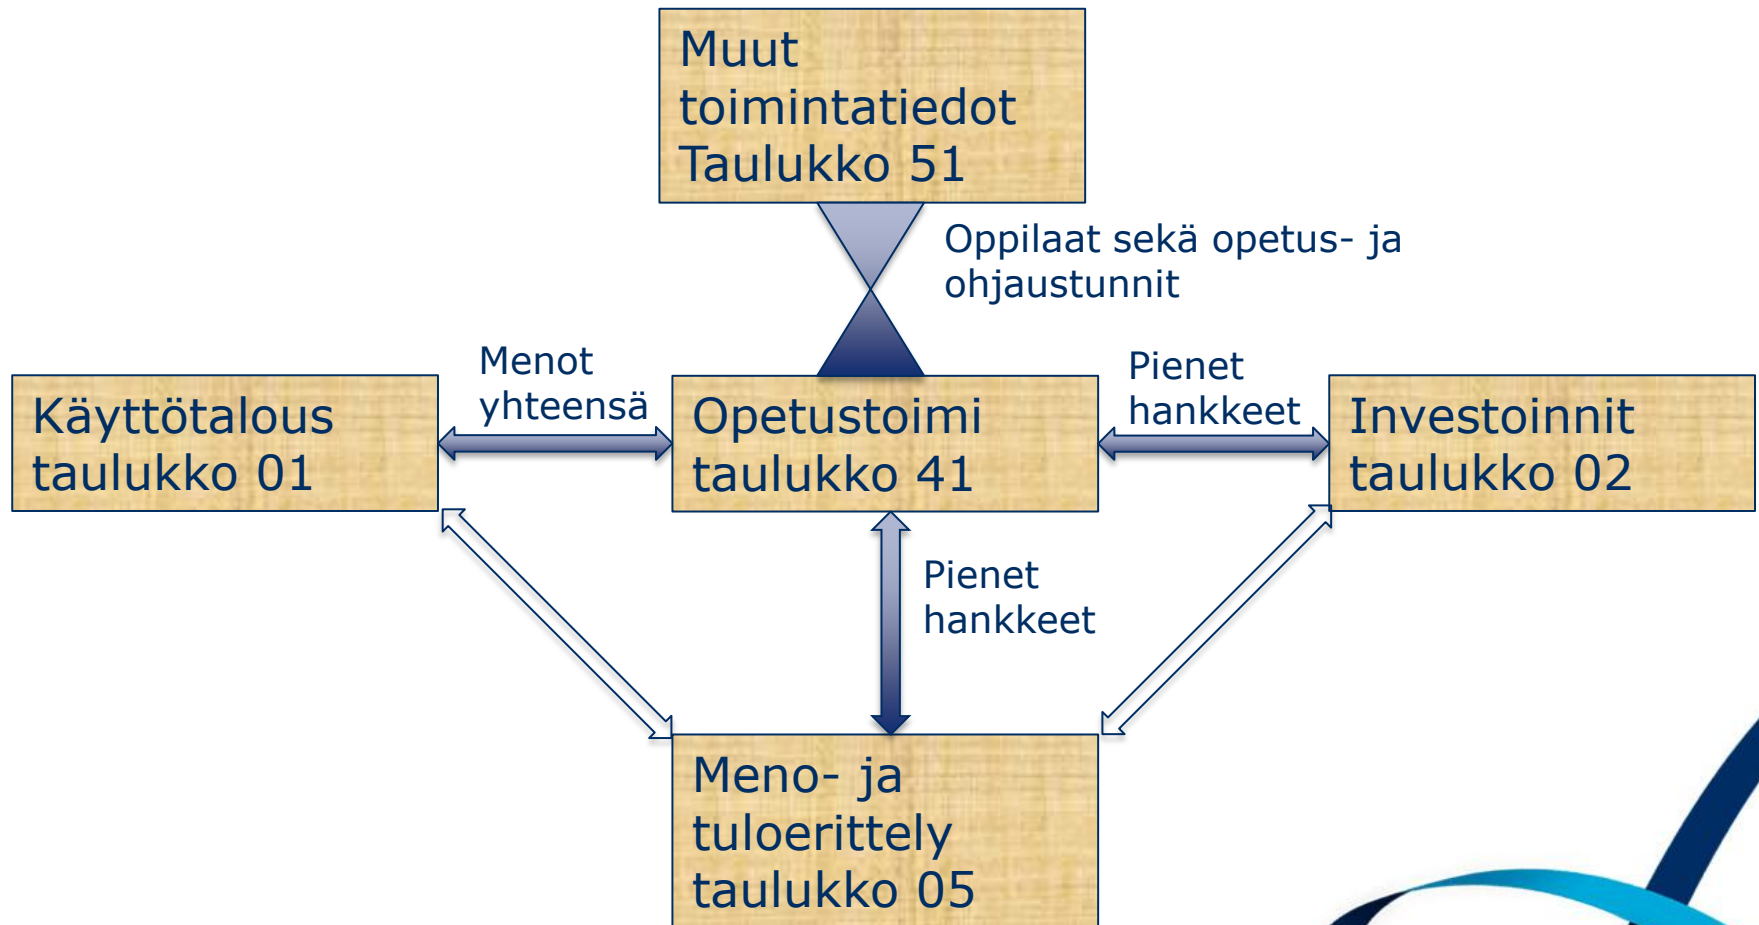 Muut
toimintatiedot
Taulukko 51
Oppilaat sekä opetus- ja
ohjaustunnit
Menot
yhteensä
Pienet
hankkeet
Käyttötalous
taulukko 01
Opetustoimi
taulukko 41
Investoinnit
taulukko 02
Pienet
hankkeet
Meno- ja
tuloerittely
taulukko 05